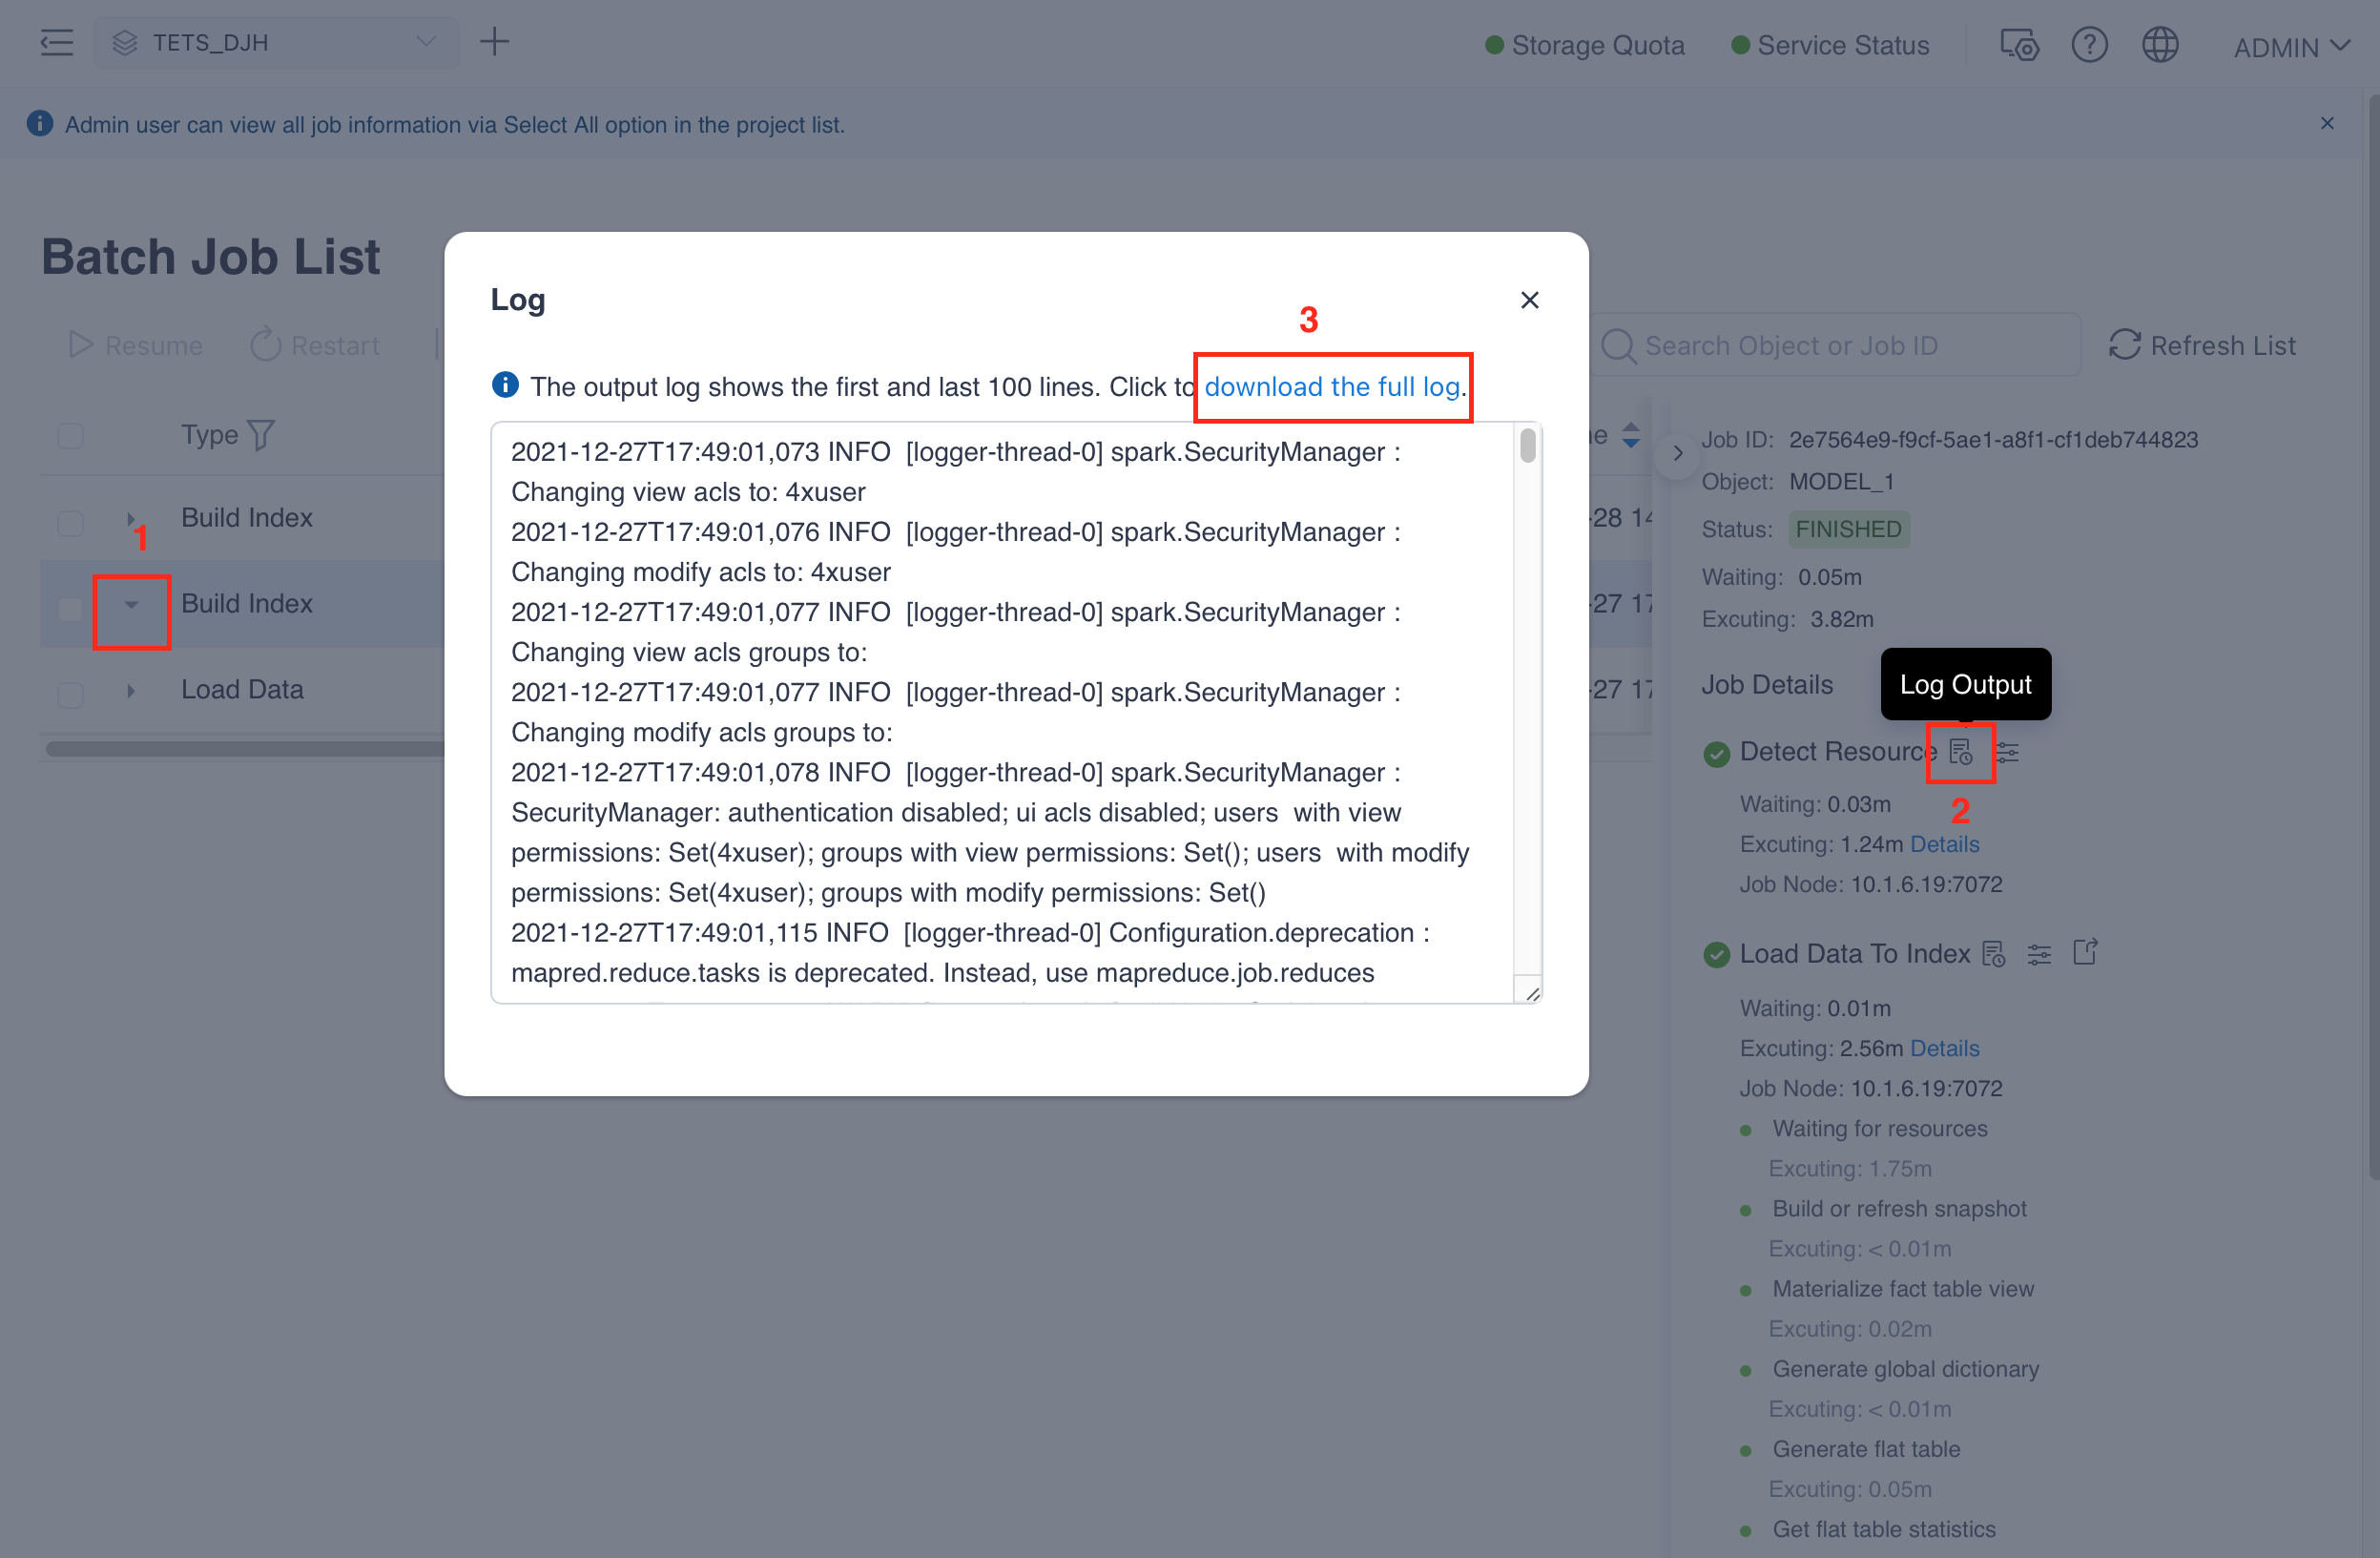 TETS_DJH
Storage Quota
Service Status
ADMIN
Admin user can view all job information via Select All option in the project list.
Batch Job List
Resume
Restart
Search Object or Job ID
Refresh List
Type
Build Index
-28 14
1
Build Index
-27 17
Load Data
-27 17
Log
3
The output log shows the first and last 100 lines. Click to download the full log.
2021-12-27T17:49:01,073 INFO  [logger-thread-0] spark.SecurityManager :
Changing view acls to: 4xuser
2021-12-27T17:49:01,076 INFO  [logger-thread-0] spark.SecurityManager :
Changing modify acls to: 4xuser
2021-12-27T17:49:01,077 INFO  [logger-thread-0] spark.SecurityManager :
Changing view acls groups to:
2021-12-27T17:49:01,077 INFO  [logger-thread-0] spark.SecurityManager :
Changing modify acls groups to:
2021-12-27T17:49:01,078 INFO  [logger-thread-0] spark.SecurityManager :
SecurityManager: authentication disabled; ui acls disabled; users  with view
permissions: Set(4xuser); groups with view permissions: Set(); users  with modify
permissions: Set(4xuser); groups with modify permissions: Set()
2021-12-27T17:49:01,115 INFO  [logger-thread-0] Configuration.deprecation :
mapred.reduce.tasks is deprecated. Instead, use mapreduce.job.reduces
Job ID: 2e7564e9-f9cf-5ae1-a8f1-cf1deb744823
Object: MODEL_1
Status: FINISHED
Waiting: 0.05m
Excuting: 3.82m
Job Details
Log Output
Detect Resource
2
Waiting: 0.03m
Excuting: 1.24m Details
Job Node: 10.1.6.19:7072
Load Data To Index
Waiting: 0.01m
Excuting: 2.56m Details
Job Node: 10.1.6.19:7072
Waiting for resources
Excuting: 1.75m
Build or refresh snapshot
Excuting: < 0.01m
Materialize fact table view
Excuting: 0.02m
Generate global dictionary
Excuting: < 0.01m
Generate flat table
Excuting: 0.05m
Get flat table statistics